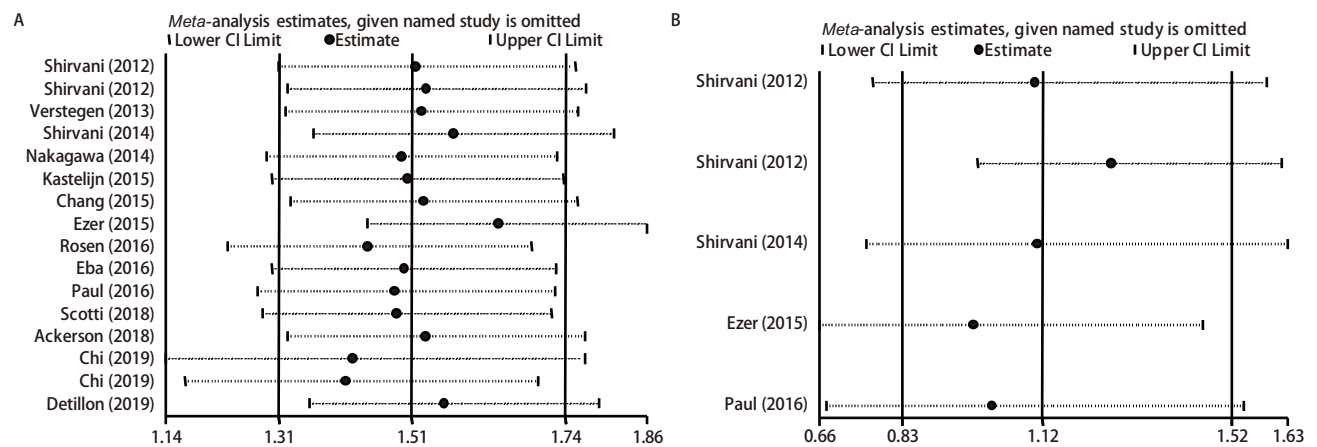 A
Meta-analysis estimates, given named study is omitted
Lower CI Limit Estimate Upper CI Limit
Shirvani (2012)
Shirvani (2012)
Verstegen (2013)
Shirvani (2014)
Nakagawa (2014)
Kastelijn (2015)
Chang (2015)
Ezer (2015)
Rosen (2016)
Eba (2016)
Paul (2016)
Scotti (2018)
Ackerson (2018)
Chi (2019)
Chi (2019)
Detillon (2019)
1.14 1.31 1.51 1.74 1.86
B
Meta-analysis estimates, given named study is omitted
Lower CI Limit Estimate Upper CI Limit
Shirvani (2012)
Shirvani (2012)
Shirvani (2014)
Ezer (2015)
Paul (2016)
0.66 0.83 1.12 1.52 1.63